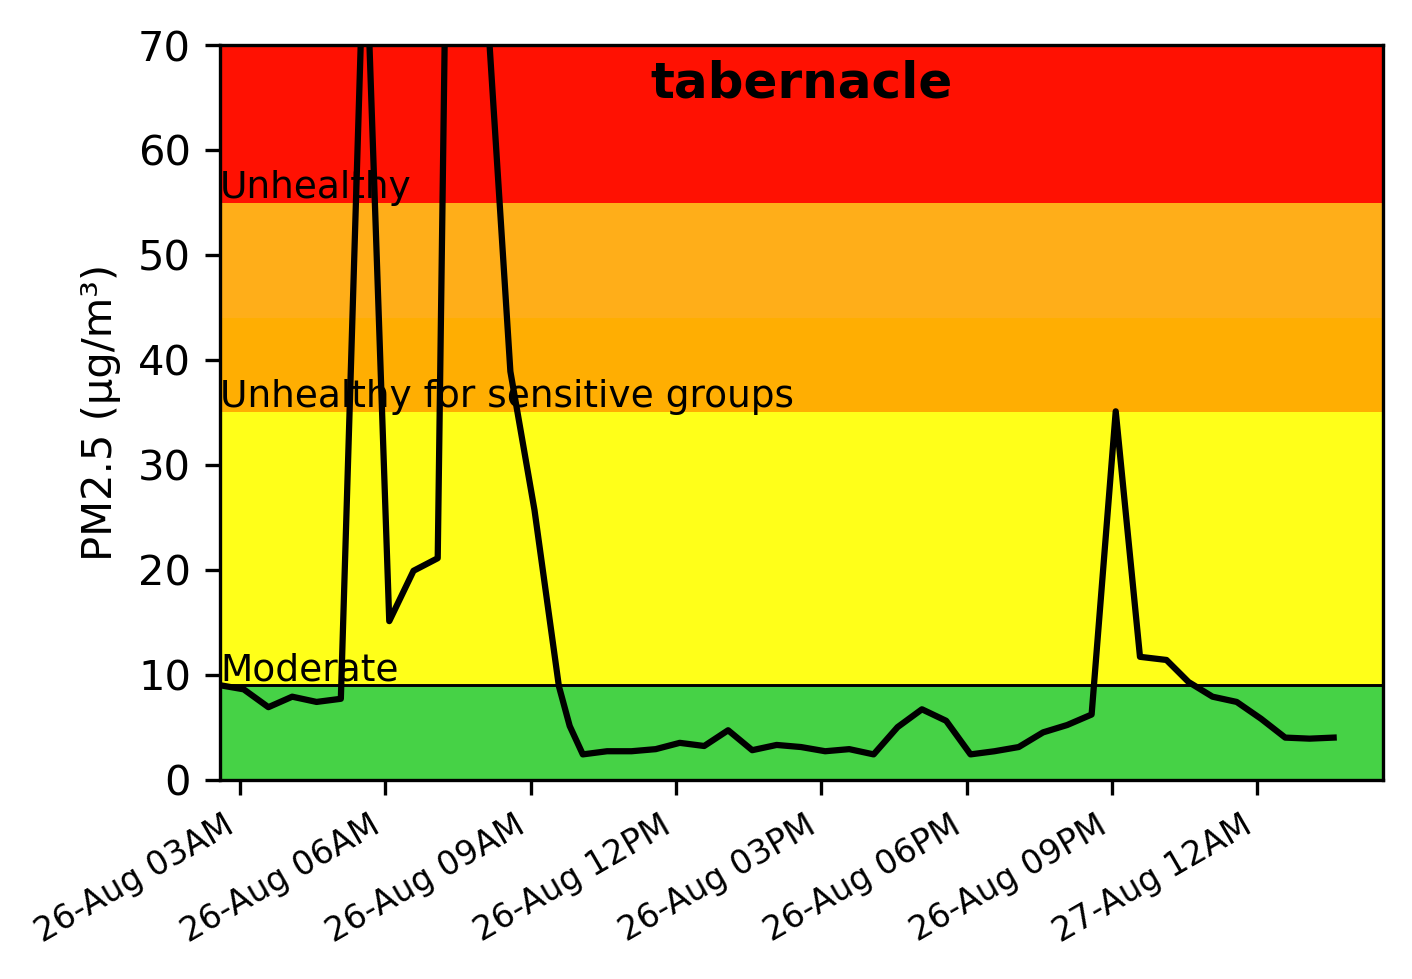 tabernacle
PM2.5 (µg/m³)
70
60
50
40
30
20
10
0
Unhealthy
Unhealthy for sensitive groups
Moderate
26-Aug 03AM
26-Aug 06AM
26-Aug 09AM
26-Aug 12PM
26-Aug 03PM
26-Aug 06PM
26-Aug 09PM
27-Aug 12AM